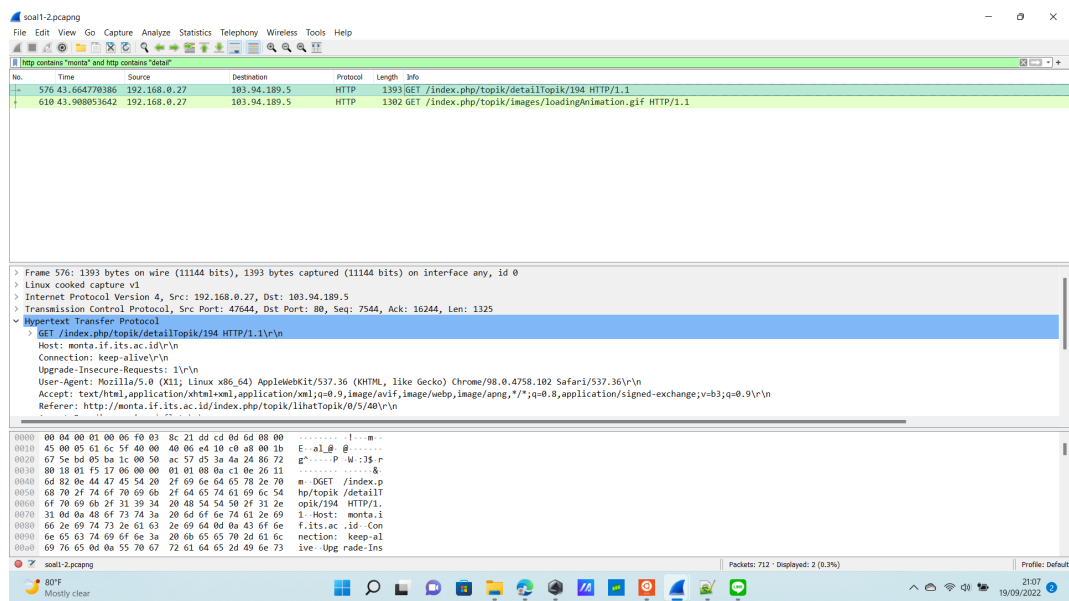 soal1-2.pcapng
File Edit View Go Capture Analyze Statistics Telephony Wireless Tools Help
http contains "monta" and http contains "detail"
No. Time Source Destination Protocol Length Info
576 43.664770386 192.168.0.27 103.94.189.5 HTTP 1393 GET /index.php/topik/detailTopik/194 HTTP/1.1
610 43.908053642 192.168.0.27 103.94.189.5 HTTP 1302 GET /index.php/topik/images/loadingAnimation.gif HTTP/1.1
> Frame 576: 1393 bytes on wire (11144 bits), 1393 bytes captured (11144 bits) on interface any, id 0
> Linux cooked capture v1
> Internet Protocol Version 4, Src: 192.168.0.27, Dst: 103.94.189.5
> Transmission Control Protocol, Src Port: 47644, Dst Port: 80, Seq: 7544, Ack: 16244, Len: 1325
Hypertext Transfer Protocol
> GET /index.php/topik/detailTopik/194 HTTP/1.1\r\n
Host: monta.if.its.ac.id\r\n
Connection: keep-alive\r\n
Upgrade-Insecure-Requests: 1\r\n
User-Agent: Mozilla/5.0 (X11; Linux x86_64) AppleWebKit/537.36 (KHTML, like Gecko) Chrome/98.0.4758.102 Safari/537.36\r\n
Accept: text/html,application/xhtml+xml,application/xml;q=0.9,image/avif,image/webp,image/apng,*/*;q=0.8,application/signed-exchange;v=b3;q=0.9\r\n
Referer: http://monta.if.its.ac.id/index.php/topik/lihatTopik/0/5/40\r\n
0000 00 04 00 01 00 06 f0 03 8c 21 dd cd 0d 6d 08 00 ········ ·!···m··
0010 45 00 05 61 6c 5f 40 00 40 06 e4 10 c0 a8 00 1b E··al_@· @·······
0020 67 5e bd 05 ba 1c 00 50 ac 57 d5 3a 4a 24 86 72 g^·····P ·W·:J$·r
0030 80 18 01 f5 17 06 00 00 01 01 08 0a c1 0e 26 11 ········ ······&·
0040 6d 82 0e 44 47 45 54 20 2f 69 6e 64 65 78 2e 70 m··DGET /index.p
0050 68 70 2f 74 6f 70 69 6b 2f 64 65 74 61 69 6c 54 hp/topik /detailT
0060 6f 70 69 6b 2f 31 39 34 20 48 54 54 50 2f 31 2e opik/194 HTTP/1.
0070 31 0d 0a 48 6f 73 74 3a 20 6d 6f 6e 74 61 2e 69 1··Host: monta.i
0080 66 2e 69 74 73 2e 61 63 2e 69 64 0d 0a 43 6f 6e f.its.ac .id··Con
0090 6e 65 63 74 69 6f 6e 3a 20 6b 65 65 70 2d 61 6c nection: keep-al
00a0 69 76 65 0d 0a 55 70 67 72 61 64 65 2d 49 6e 73 ive··Upg rade-Ins
soal1-2.pcapng Packets: 712 · Displayed: 2 (0.3%) Profile: Default
80°F
Mostly clear
21:07
19/09/2022
2